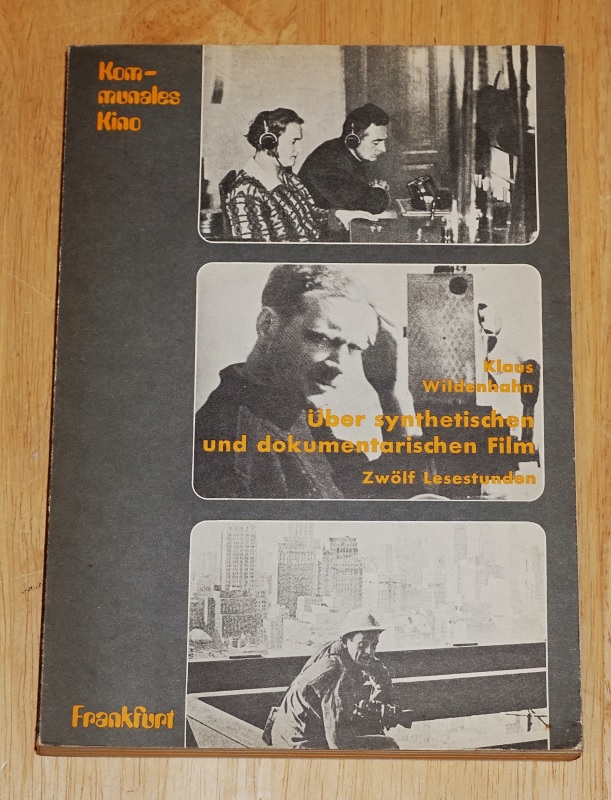 Kom-
munales
Kino
Klaus
Wildenhahn
Über synthetischen
und dokumentarischen Film
Zwölf Lesestunden
Frankfurt